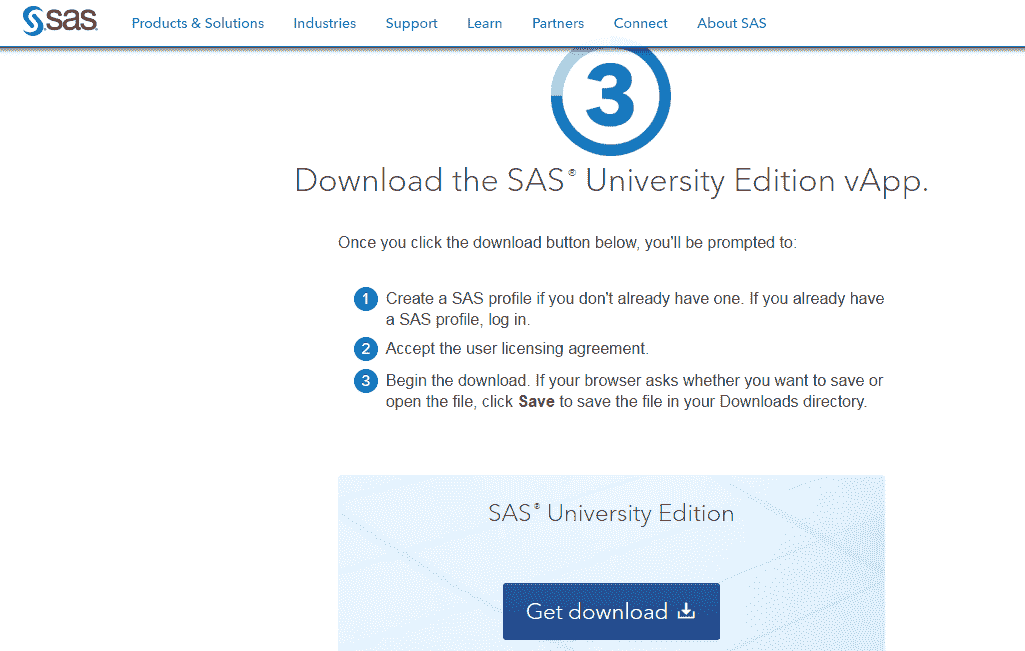 sas
Products & Solutions Industries Support Learn Partners Connect About SAS
3
Download the SAS® University Edition vApp.
Once you click the download button below, you'll be prompted to:
1 Create a SAS profile if you don't already have one. If you already have
a SAS profile, log in.
2 Accept the user licensing agreement.
3 Begin the download. If your browser asks whether you want to save or
open the file, click Save to save the file in your Downloads directory.
SAS® University Edition
Get download